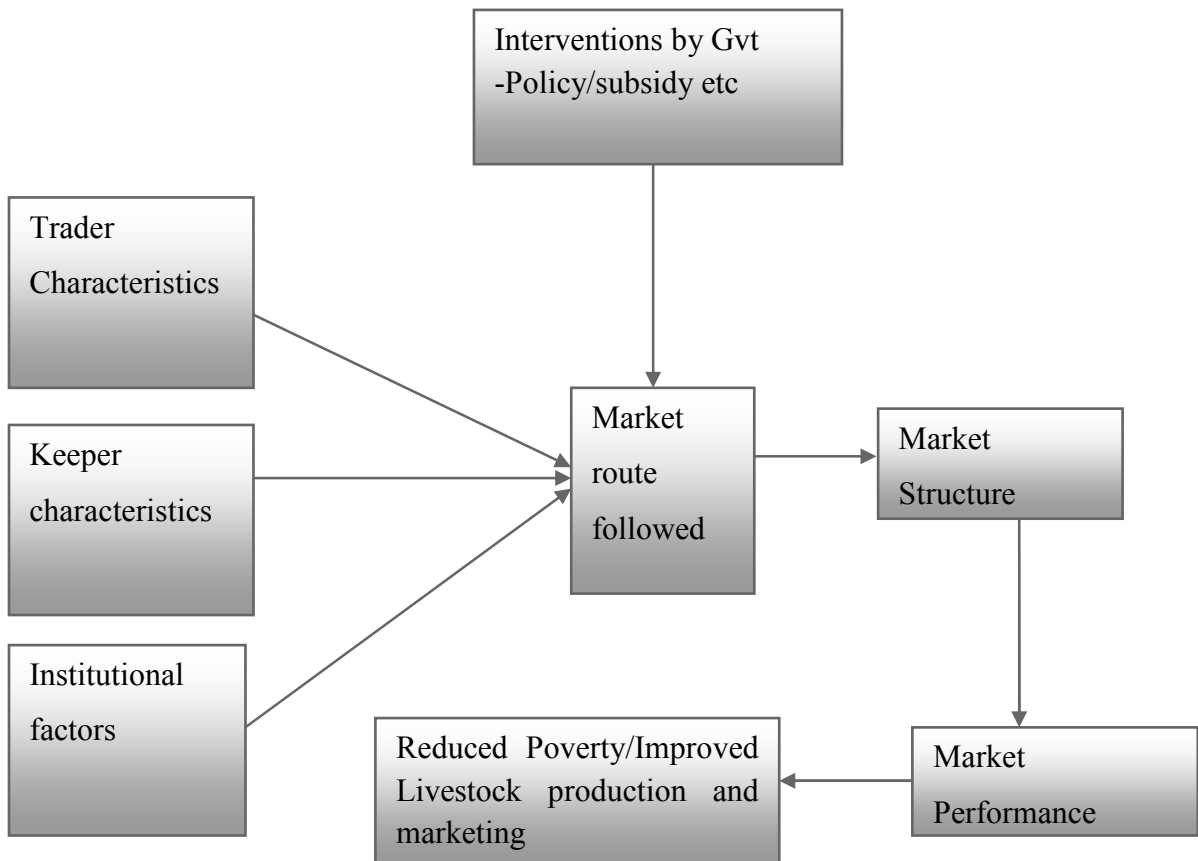 Interventions by Gvt
-Policy/subsidy etc
Trader
Characteristics
Keeper
characteristics
Institutional
factors
Market
route
followed
Market
Structure
Market
Performance
Reduced Poverty/Improved
Livestock production and
marketing